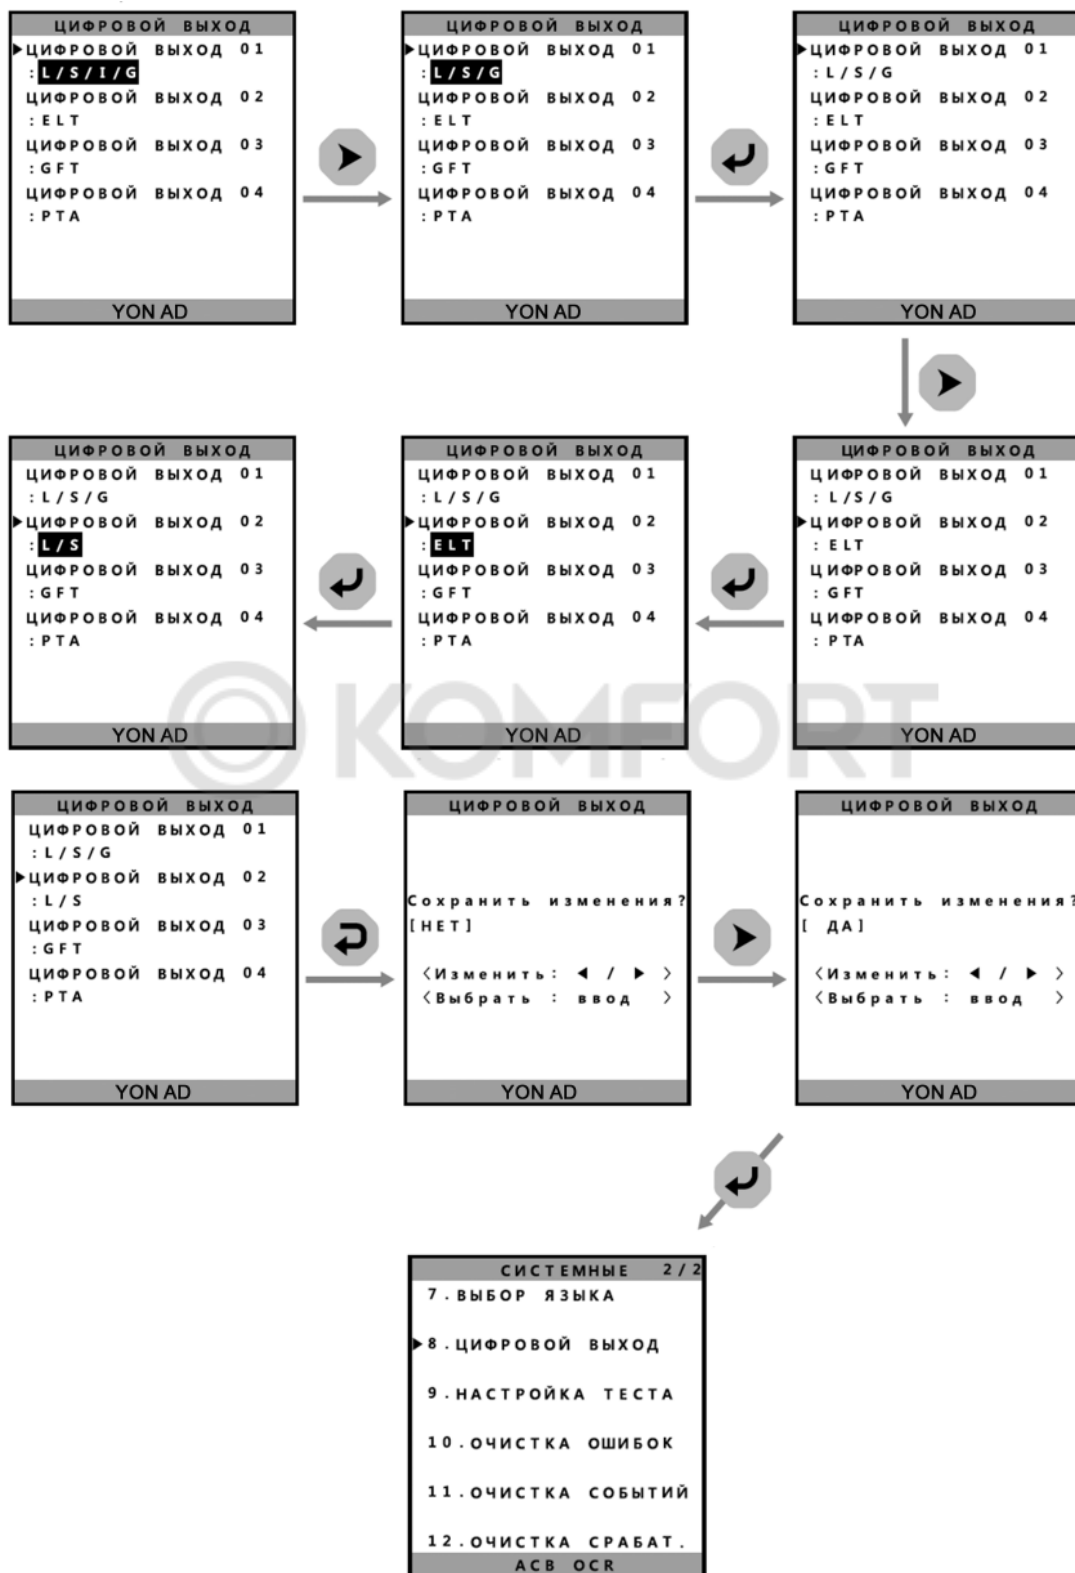 ЦИФРОВОЙ ВЫХОД
▶ЦИФРОВОЙ ВЫХОД 01
:L/S/I/G
ЦИФРОВОЙ ВЫХОД 02
:ELT
ЦИФРОВОЙ ВЫХОД 03
:GFT
ЦИФРОВОЙ ВЫХОД 04
:PTA
YON AD
ЦИФРОВОЙ ВЫХОД
▶ЦИФРОВОЙ ВЫХОД 01
:L/S/G
ЦИФРОВОЙ ВЫХОД 02
:ELT
ЦИФРОВОЙ ВЫХОД 03
:GFT
ЦИФРОВОЙ ВЫХОД 04
:PTA
YON AD
ЦИФРОВОЙ ВЫХОД
▶ЦИФРОВОЙ ВЫХОД 01
:L/S/G
ЦИФРОВОЙ ВЫХОД 02
:ELT
ЦИФРОВОЙ ВЫХОД 03
:GFT
ЦИФРОВОЙ ВЫХОД 04
:PTA
YON AD
ЦИФРОВОЙ ВЫХОД
ЦИФРОВОЙ ВЫХОД 01
:L/S/G
▶ЦИФРОВОЙ ВЫХОД 02
:L/S
ЦИФРОВОЙ ВЫХОД 03
:GFT
ЦИФРОВОЙ ВЫХОД 04
:PTA
YON AD
ЦИФРОВОЙ ВЫХОД
ЦИФРОВОЙ ВЫХОД 01
:L/S/G
▶ЦИФРОВОЙ ВЫХОД 02
:ELT
ЦИФРОВОЙ ВЫХОД 03
:GFT
ЦИФРОВОЙ ВЫХОД 04
:PTA
YON AD
ЦИФРОВОЙ ВЫХОД
ЦИФРОВОЙ ВЫХОД 01
:L/S/G
▶ЦИФРОВОЙ ВЫХОД 02
:ELT
ЦИФРОВОЙ ВЫХОД 03
:GFT
ЦИФРОВОЙ ВЫХОД 04
:PTA
YON AD
KOMFORT
ЦИФРОВОЙ ВЫХОД
ЦИФРОВОЙ ВЫХОД 01
:L/S/G
▶ЦИФРОВОЙ ВЫХОД 02
:L/S
ЦИФРОВОЙ ВЫХОД 03
:GFT
ЦИФРОВОЙ ВЫХОД 04
:PTA
YON AD
ЦИФРОВОЙ ВЫХОД
Сохранить изменения?
[НЕТ]
〈Изменить: ◀ / ▶ 〉
〈Выбрать : ввод 〉
YON AD
ЦИФРОВОЙ ВЫХОД
Сохранить изменения?
[ ДА]
〈Изменить: ◀ / ▶ 〉
〈Выбрать : ввод 〉
YON AD
СИСТЕМНЫЕ 2/2
7.ВЫБОР ЯЗЫКА
▶8.ЦИФРОВОЙ ВЫХОД
9.НАСТРОЙКА ТЕСТА
10.ОЧИСТКА ОШИБОК
11.ОЧИСТКА СОБЫТИЙ
12.ОЧИСТКА СРАБАТ.
ACB OCR